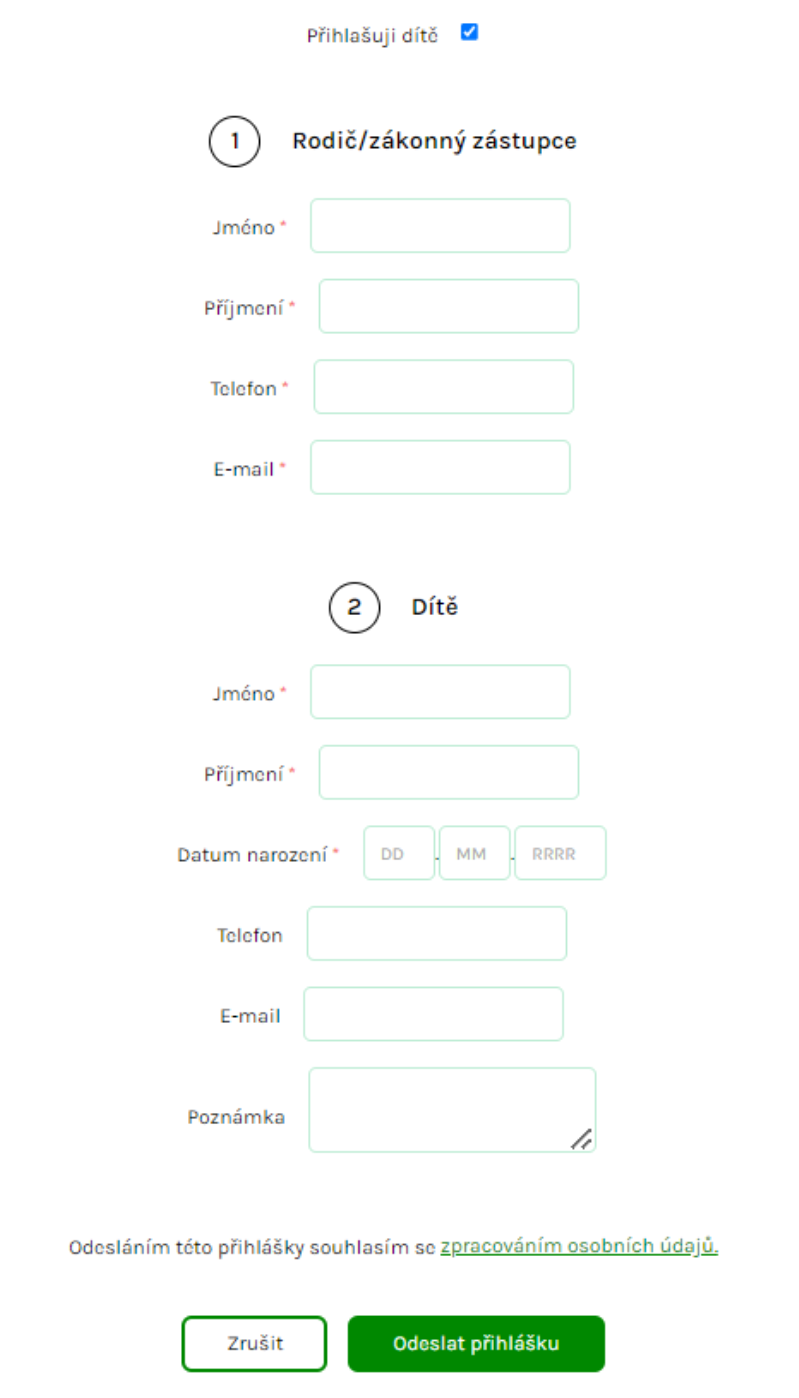 Přihlašuji dítě
1 Rodič/zákonný zástupce
Jméno *
Příjmení *
Telefon *
E-mail *
2 Dítě
Jméno *
Příjmení *
Datum narození * DD . MM . RRRR
Telefon
E-mail
Poznámka
Odesláním této přihlášky souhlasím se zpracováním osobních údajů.
Zrušit Odeslat přihlášku